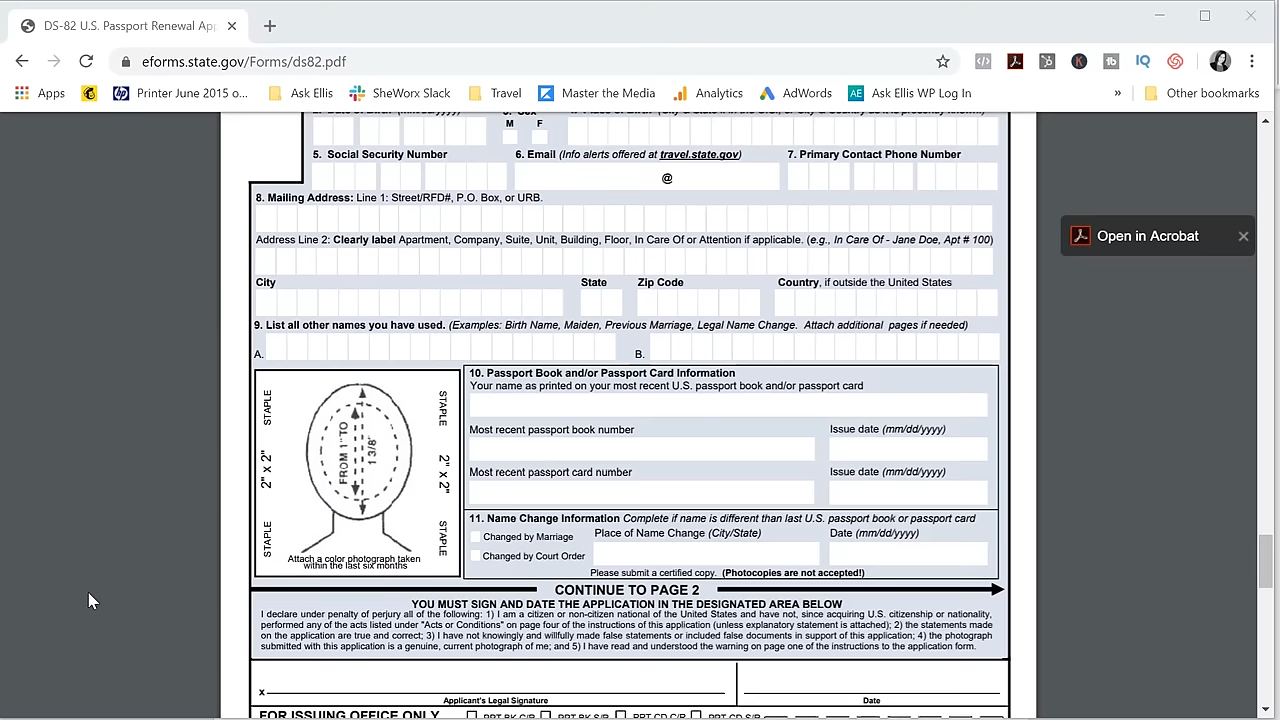 DS-82 U.S. Passport Renewal App
eforms.state.gov/Forms/ds82.pdf
Apps
Printer June 2015 o...
Ask Ellis
SheWorx Slack
Travel
Master the Media
Analytics
AdWords
AE Ask Ellis WP Log In
»
Other bookmarks
M F
5. Social Security Number
6. Email (Info alerts offered at travel.state.gov)
7. Primary Contact Phone Number
@
8. Mailing Address: Line 1: Street/RFD#, P.O. Box, or URB.
Address Line 2: Clearly label Apartment, Company, Suite, Unit, Building, Floor, In Care Of or Attention if applicable. (e.g., In Care Of - Jane Doe, Apt # 100)
City State Zip Code Country, if outside the United States
9. List all other names you have used. (Examples: Birth Name, Maiden, Previous Marriage, Legal Name Change. Attach additional pages if needed)
A. B.
STAPLE STAPLE
2" x 2" 2" x 2"
FROM 1" TO
1 3/8"
STAPLE STAPLE
Attach a color photograph taken
within the last six months
10. Passport Book and/or Passport Card Information
Your name as printed on your most recent U.S. passport book and/or passport card
Most recent passport book number Issue date (mm/dd/yyyy)
Most recent passport card number Issue date (mm/dd/yyyy)
11. Name Change Information Complete if name is different than last U.S. passport book or passport card
Changed by Marriage Place of Name Change (City/State) Date (mm/dd/yyyy)
Changed by Court Order
Please submit a certified copy. (Photocopies are not accepted!)
CONTINUE TO PAGE 2
YOU MUST SIGN AND DATE THE APPLICATION IN THE DESIGNATED AREA BELOW
I declare under penalty of perjury all of the following: 1) I am a citizen or non-citizen national of the United States and have not, since acquiring U.S. citizenship or nationality,
performed any of the acts listed under "Acts or Conditions" on page four of the instructions of this application (unless explanatory statement is attached); 2) the statements made
on the application are true and correct; 3) I have not knowingly and willfully made false statements or included false documents in support of this application; 4) the photograph
submitted with this application is a genuine, current photograph of me; and 5) I have read and understood the warning on page one of the instructions to the application form.
x
Applicant's Legal Signature Date
FOR ISSUING OFFICE ONLY PPT BK C/R PPT BK S/R PPT CD C/R PPT CD S/R
Open in Acrobat
IQ